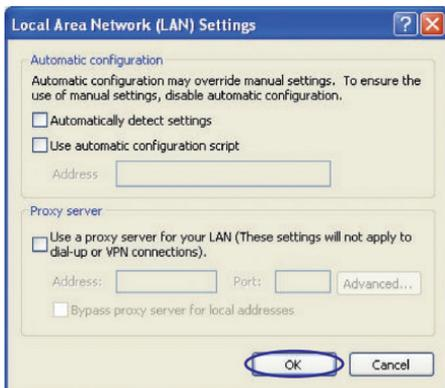 Local Area Network (LAN) Settings
Automatic configuration
Automatic configuration may override manual settings. To ensure the
use of manual settings, disable automatic configuration.
Automatically detect settings
Use automatic configuration script
Address
Proxy server
Use a proxy server for your LAN (These settings will not apply to
dial-up or VPN connections).
Address:
Port:
Advanced...
Bypass proxy server for local addresses
OK
Cancel